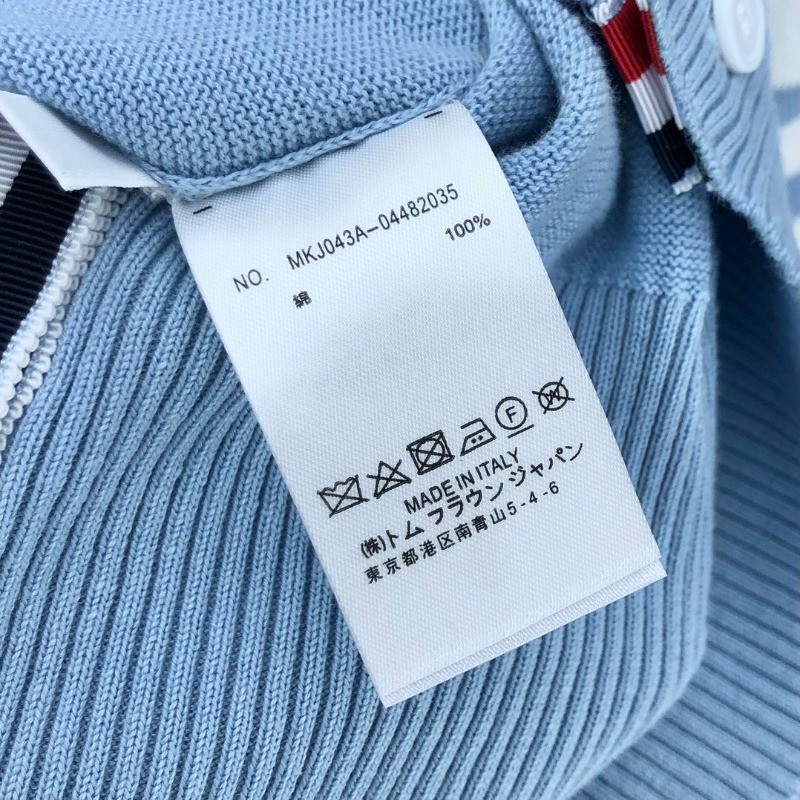 NO. MKJ043A-04482035
綿 100%
F W
MADE IN ITALY
(株)トム ブラウン ジャパン
東京都港区南青山5-4-6